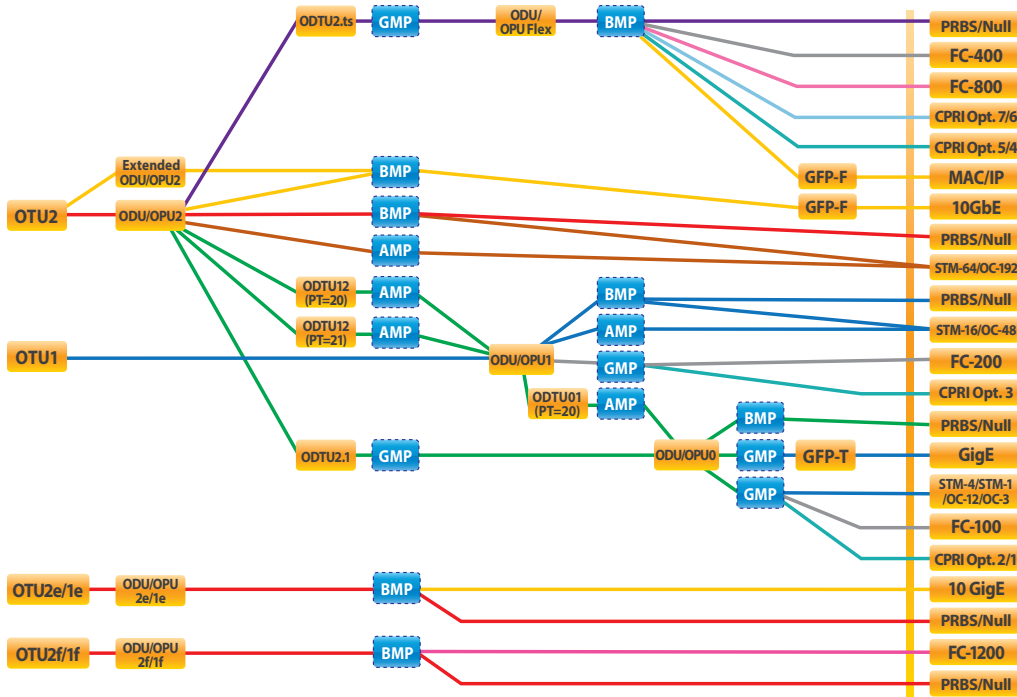 ODTU2.ts
GMP
ODU/
OPU Flex
BMP
PRBS/Null
FC-400
FC-800
CPRI Opt. 7/6
CPRI Opt. 5/4
Extended
ODU/OPU2
BMP
GFP-F
MAC/IP
OTU2
ODU/OPU2
BMP
GFP-F
10GbE
PRBS/Null
AMP
STM-64/OC-192
ODTU12
(PT=20)
AMP
BMP
PRBS/Null
ODTU12
(PT=21)
AMP
AMP
STM-16/OC-48
OTU1
ODU/OPU1
GMP
FC-200
CPRI Opt. 3
ODTU01
(PT=20)
AMP
BMP
PRBS/Null
ODTU2.1
GMP
ODU/OPU0
GMP
GFP-T
GigE
GMP
STM-4/STM-1
/OC-12/OC-3
FC-100
CPRI Opt. 2/1
OTU2e/1e
ODU/OPU
2e/1e
BMP
10 GigE
PRBS/Null
OTU2f/1f
ODU/OPU
2f/1f
BMP
FC-1200
PRBS/Null